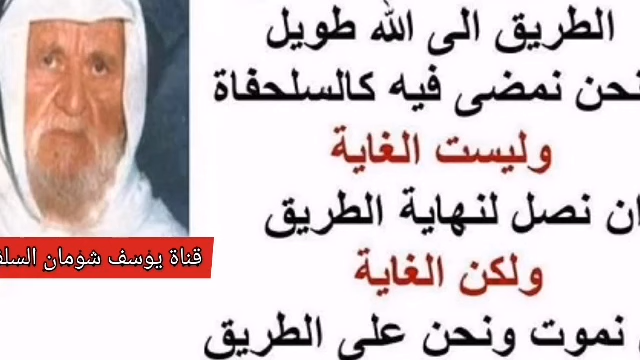 الطريق الى الله طويل
نحن نمضى فيه كالسلحفاة
وليست الغاية
ان نصل لنهاية الطريق
ولكن الغاية
نموت ونحن على الطريق
قناة يوسف شومان